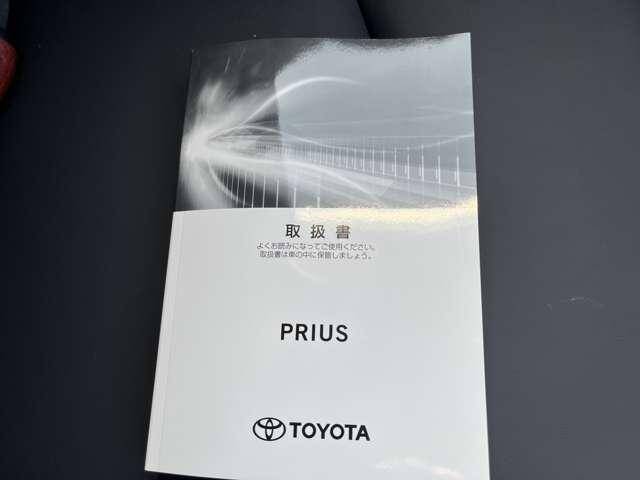 取扱書
よくお読みになってご使用ください。
取扱書は車の中に保管しましょう。
PRIUS
TOYOTA